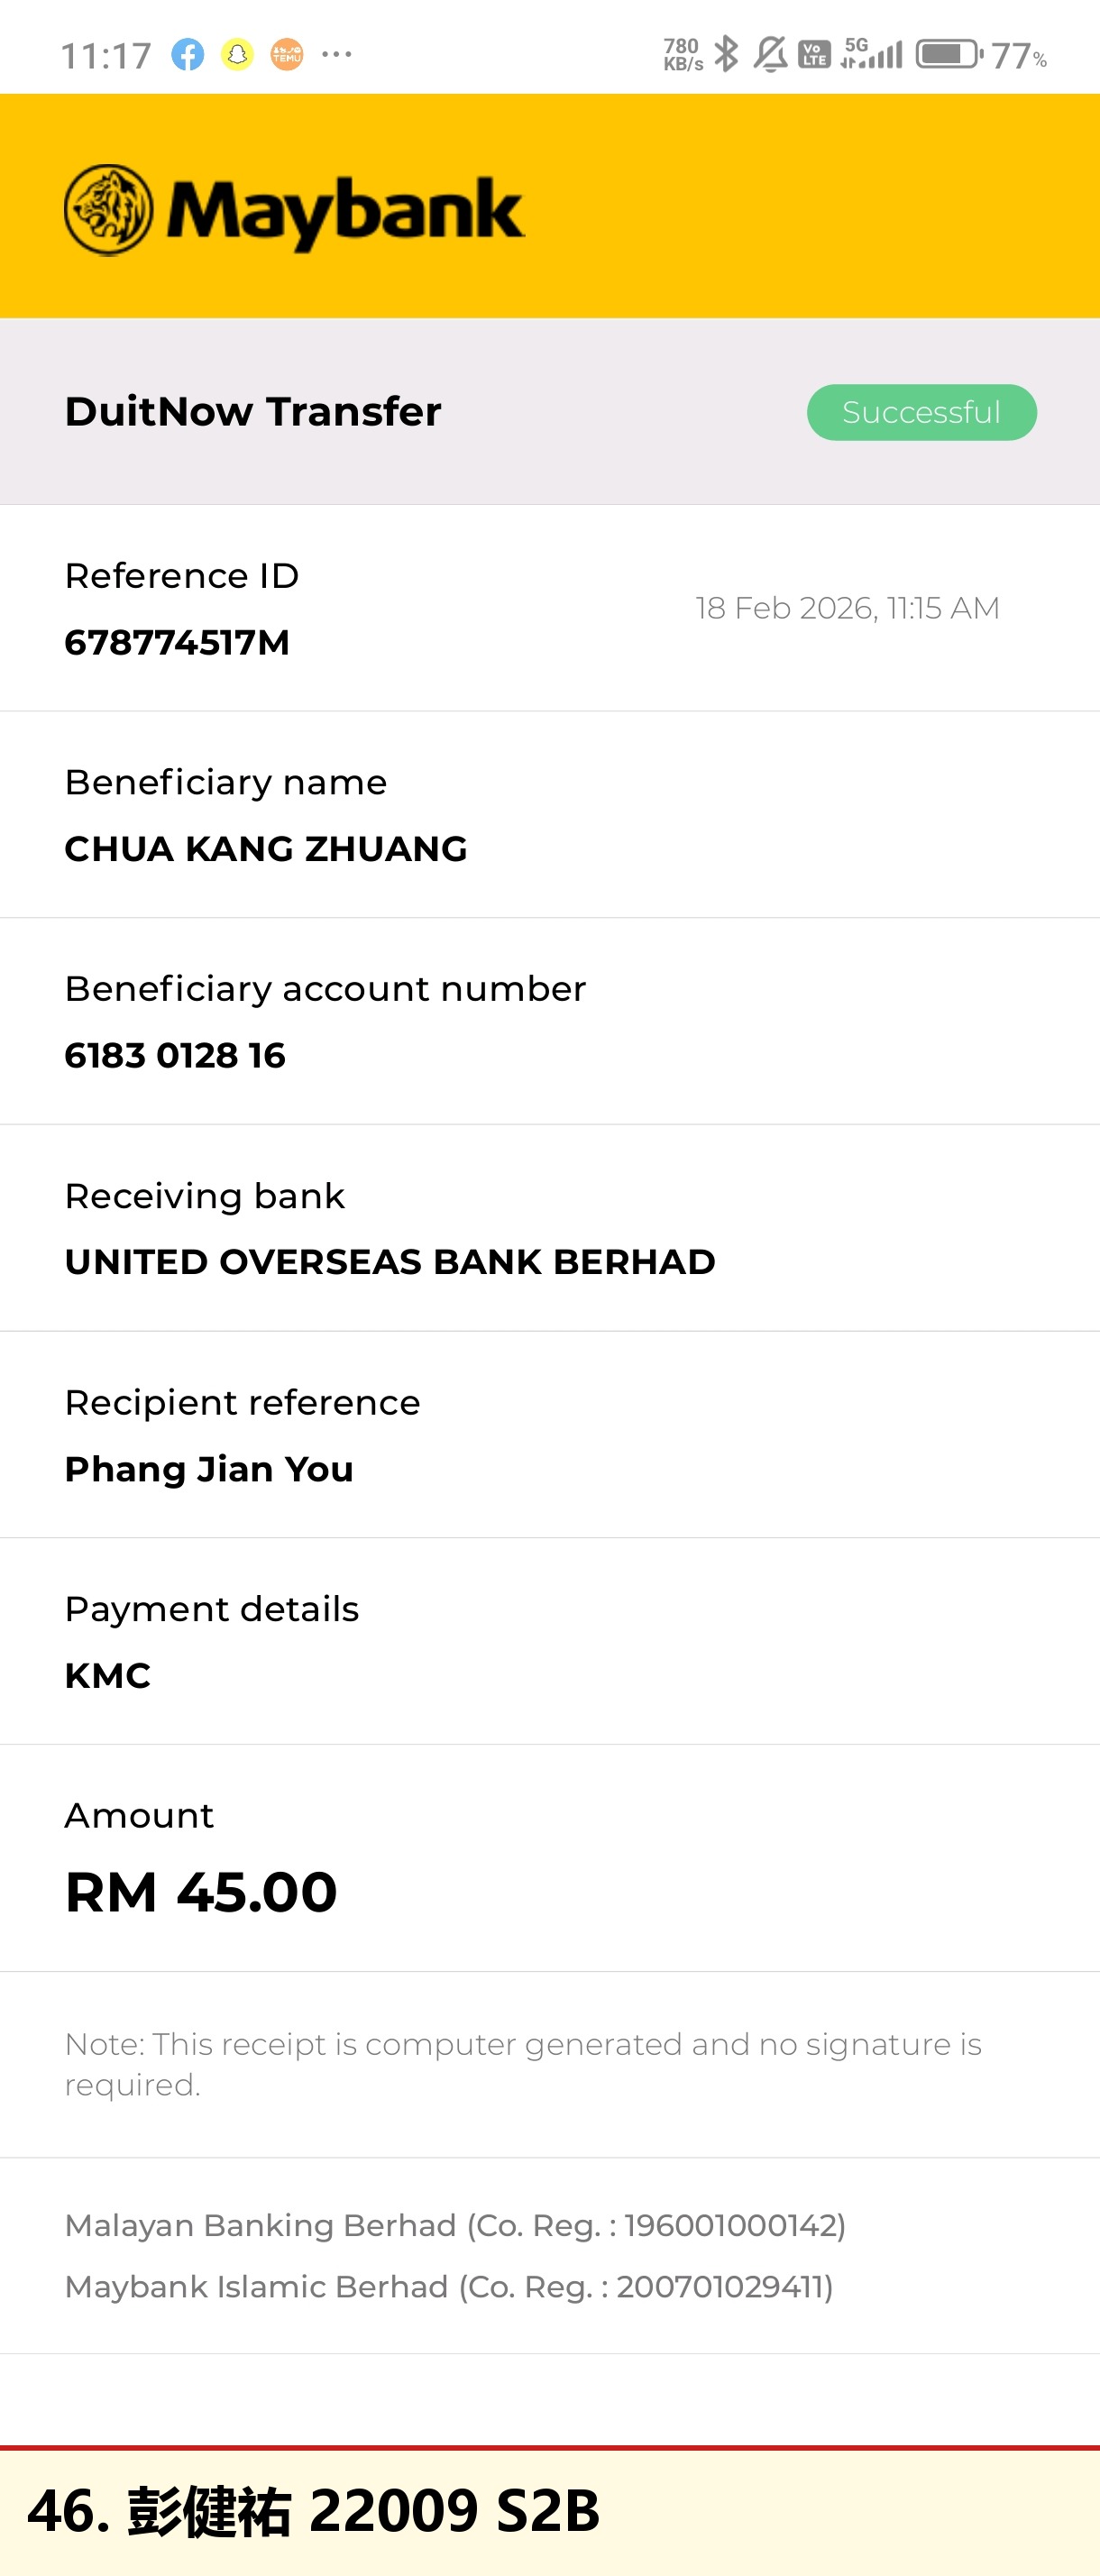 11:17
780 KB/s
Vo LTE
5G
77%
TEMU
Maybank
DuitNow Transfer
Successful
Reference ID
18 Feb 2026, 11:15 AM
678774517M
Beneficiary name
CHUA KANG ZHUANG
Beneficiary account number
6183 0128 16
Receiving bank
UNITED OVERSEAS BANK BERHAD
Recipient reference
Phang Jian You
Payment details
KMC
Amount
RM 45.00
Note: This receipt is computer generated and no signature is
required.
Malayan Banking Berhad (Co. Reg. : 196001000142)
Maybank Islamic Berhad (Co. Reg. : 200701029411)
46. 彭健祐 22009 S2B